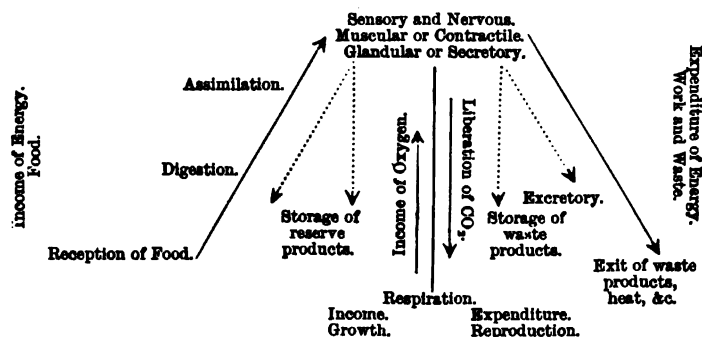 Sensory and Nervous.
Muscular or Contractile.
Glandular or Secretory.
Assimilation.
Digestion.
Reception of Food.
Income of Energy.
Food.
Storage of
reserve
products.
Income of Oxygen.
Liberation of CO₂.
Respiration.
Storage of
waste
products.
Excretory.
Exit of waste
products,
heat, &c.
Expenditure of Energy.
Work and Waste.
Income.
Growth.
Expenditure.
Reproduction.